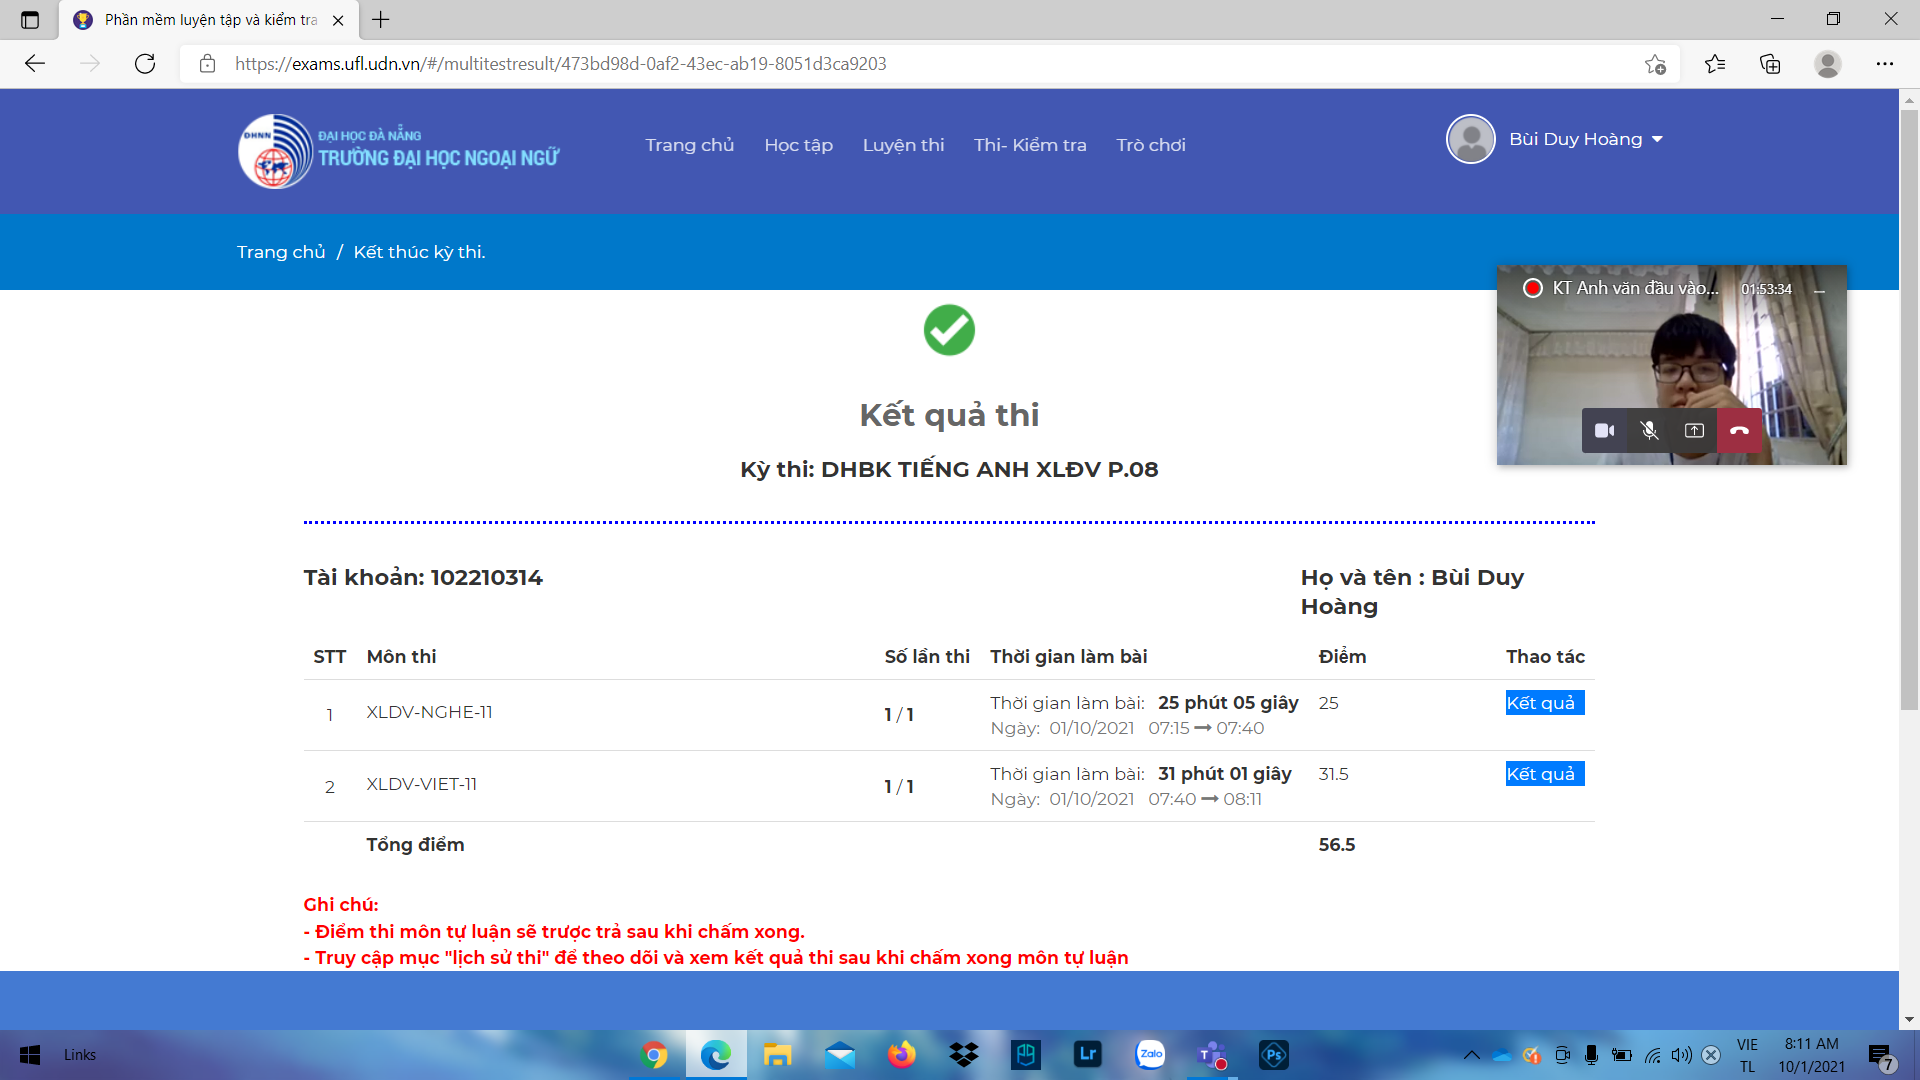 Phần mềm luyện tập và kiểm tra
https://exams.ufl.udn.vn/#/multitestresult/473bd98d-0af2-43ec-ab19-8051d3ca9203
DHNN
ĐẠI HỌC ĐÀ NẴNG
TRƯỜNG ĐẠI HỌC NGOẠI NGỮ
Trang chủ Học tập Luyện thi Thi- Kiểm tra Trò chơi
Bùi Duy Hoàng
Trang chủ / Kết thúc kỳ thi.
KT Anh văn đầu vào... 01:53:34
Kết quả thi
Kỳ thi: DHBK TIẾNG ANH XLĐV P.08
Tài khoản: 102210314
Họ và tên : Bùi Duy
Hoàng
STT Môn thi Số lần thi Thời gian làm bài Điểm Thao tác
1 XLDV-NGHE-11 1 / 1 Thời gian làm bài: 25 phút 05 giây 25 Kết quả
Ngày: 01/10/2021 07:15 ➞ 07:40
2 XLDV-VIET-11 1 / 1 Thời gian làm bài: 31 phút 01 giây 31.5 Kết quả
Ngày: 01/10/2021 07:40 ➞ 08:11
Tổng điểm 56.5
Ghi chú:
- Điểm thi môn tự luận sẽ trược trả sau khi chấm xong.
- Truy cập mục "lịch sử thi" để theo dõi và xem kết quả thi sau khi chấm xong môn tự luận
Links
Lr
Zalo
T
Ps
VIE
TL
8:11 AM
10/1/2021
7